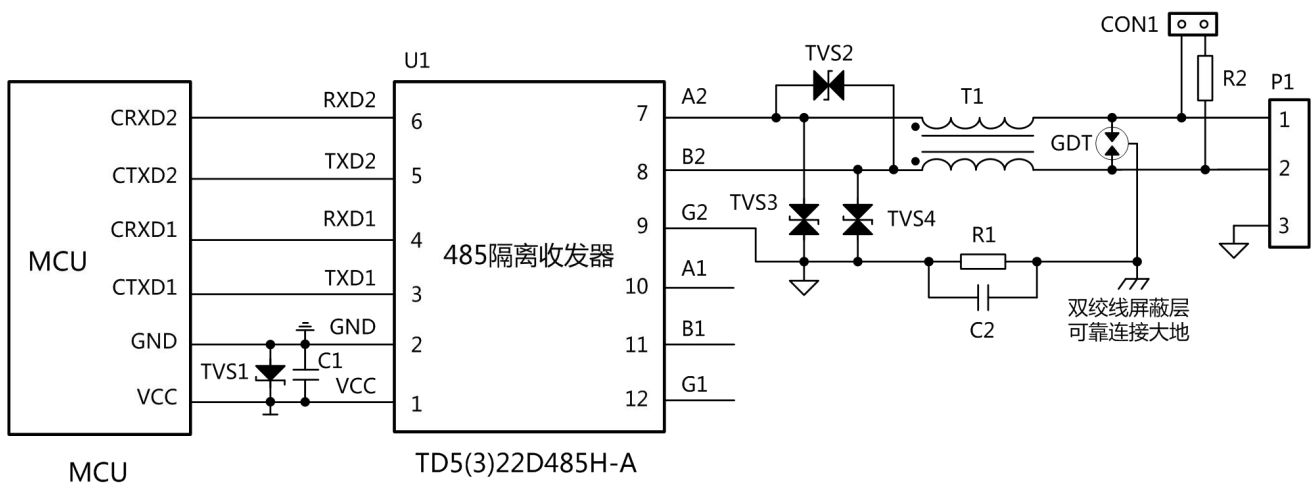 CON1
U1
TVS2
R2
P1
CRXD2
RXD2
6
7
A2
T1
1
GDT
CTXD2
TXD2
5
8
B2
2
CRXD1
RXD1
4
9
G2
TVS3
TVS4
3
MCU
485隔离收发器
R1
CTXD1
TXD1
3
10
A1
双绞线屏蔽层
可靠连接大地
C2
GND
GND
2
11
B1
TVS1
C1
VCC
VCC
1
12
G1
MCU
TD5(3)22D485H-A